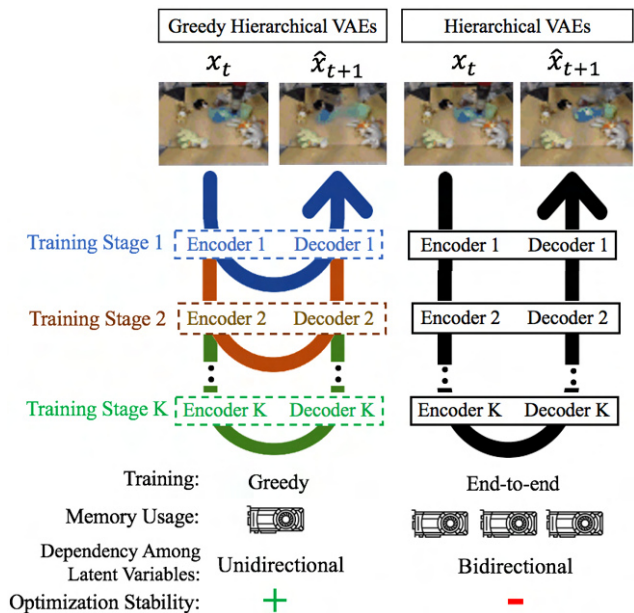 Greedy Hierarchical VAEs Hierarchical VAEs
x_t x̂_{t+1} x_t x̂_{t+1}
Training Stage 1 Encoder 1 Decoder 1 Encoder 1 Decoder 1
Training Stage 2 Encoder 2 Decoder 2 Encoder 2 Decoder 2
Training Stage K Encoder K Decoder K Encoder K Decoder K
Training: Greedy End-to-end
Memory Usage:
Dependency Among
Latent Variables: Unidirectional Bidirectional
Optimization Stability: + -